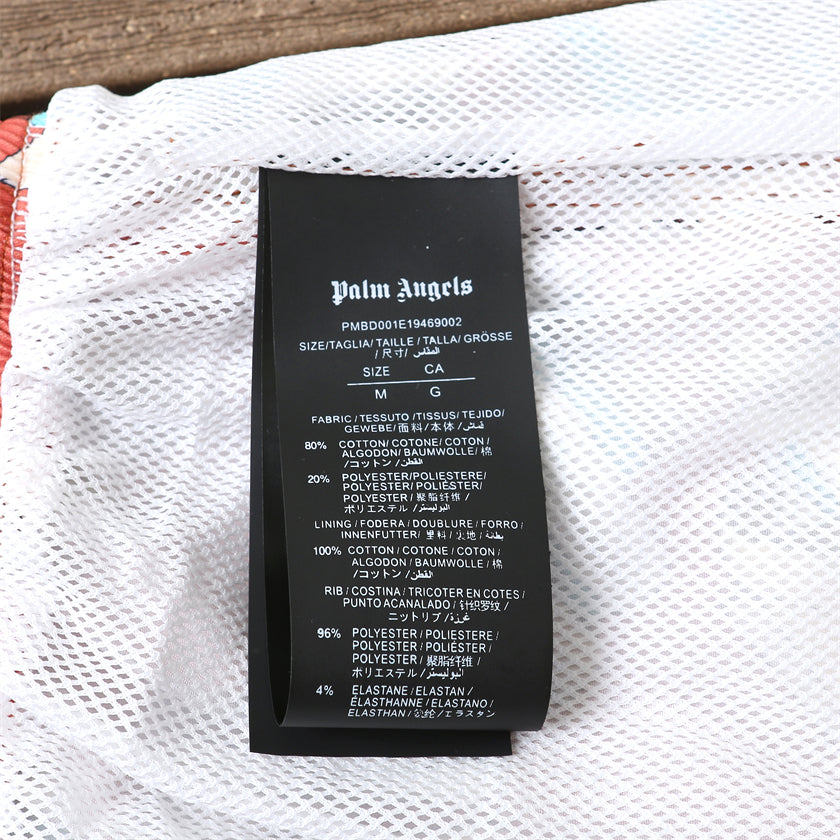 Palm Angels
PMBD001E19469002
SIZE/TAGLIA/TAILLE/TALLA/GRÖSSE
/尺寸/ المقاس
SIZE CA
M G
FABRIC/TESSUTO/TISSUS/TEJIDO/
GEWEBE/面料/本体/قماش
80% COTTON/COTONE/COTON/
ALGODON/BAUMWOLLE/棉
/コットン/القطن
20% POLYESTER/POLIESTERE/
POLYESTER/POLIÉSTER/
POLYESTER/聚脂纤维/
ポリエステル/البوليستر
LINING/FODERA/DOUBLURE/FORRO/
INNENFUTTER/里料/裏地/بطانة
100% COTTON/COTONE/COTON/
ALGODON/BAUMWOLLE/棉
/コットン/القطن
RIB/COSTINA/TRICOTER EN COTES/
PUNTO ACANALADO/针织罗纹/
ニットリブ/غرزة
96% POLYESTER/POLIESTERE/
POLYESTER/POLIÉSTER/
POLYESTER/聚脂纤维/
ポリエステル/البوليستر
4% ELASTANE/ELASTAN/
ÉLASTHANNE/ELASTANO/
ELASTHAN/氨纶/エラスタン